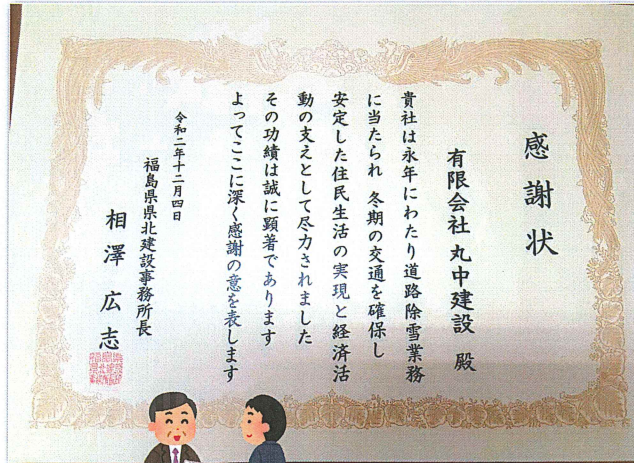 感謝状
有限会社 丸中建設 殿
貴社は永年にわたり道路除雪業務
に当たられ 冬期の交通を確保し
安定した住民生活の実現と経済活
動の支えとして尽力されました
その功績は誠に顕著であります
よってここに深く感謝の意を表します
令和二年十二月四日
福島県県北建設事務所長
相澤広志